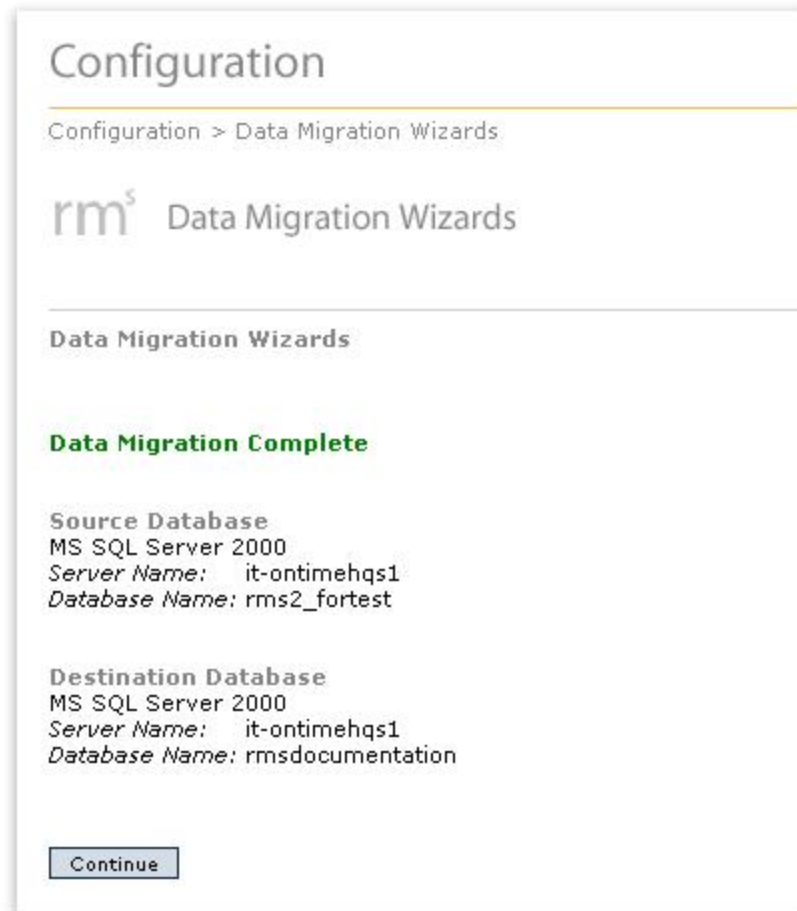 Configuration
Configuration > Data Migration Wizards
rms Data Migration Wizards
Data Migration Wizards
Data Migration Complete
Source Database
MS SQL Server 2000
Server Name: it-ontimehqs1
Database Name: rms2_fortest
Destination Database
MS SQL Server 2000
Server Name: it-ontimehqs1
Database Name: rmsdocumentation
Continue